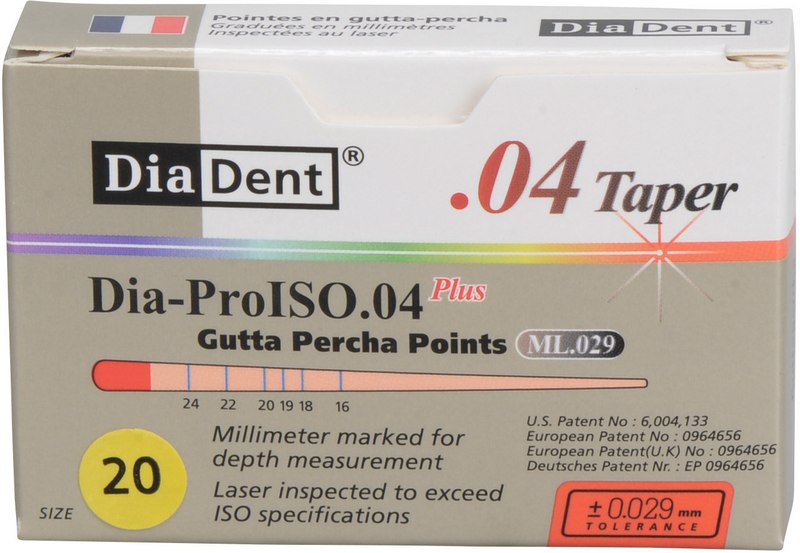 Pointes en gutta-percha
Graduées en millimètres
Inspectées au laser
DiaDent®
DiaDent®
.04 Taper
Dia-ProISO.04 Plus
Gutta Percha Points ML.029
24 22 20 19 18 16
Millimeter marked for
depth measurement
Laser inspected to exceed
ISO specifications
SIZE 20
U.S. Patent No : 6,004,133
European Patent No : 0964656
European Patent(U.K) No : 0964656
Deutsches Patent Nr. : EP 0964656
± 0.029 mm
TOLERANCE